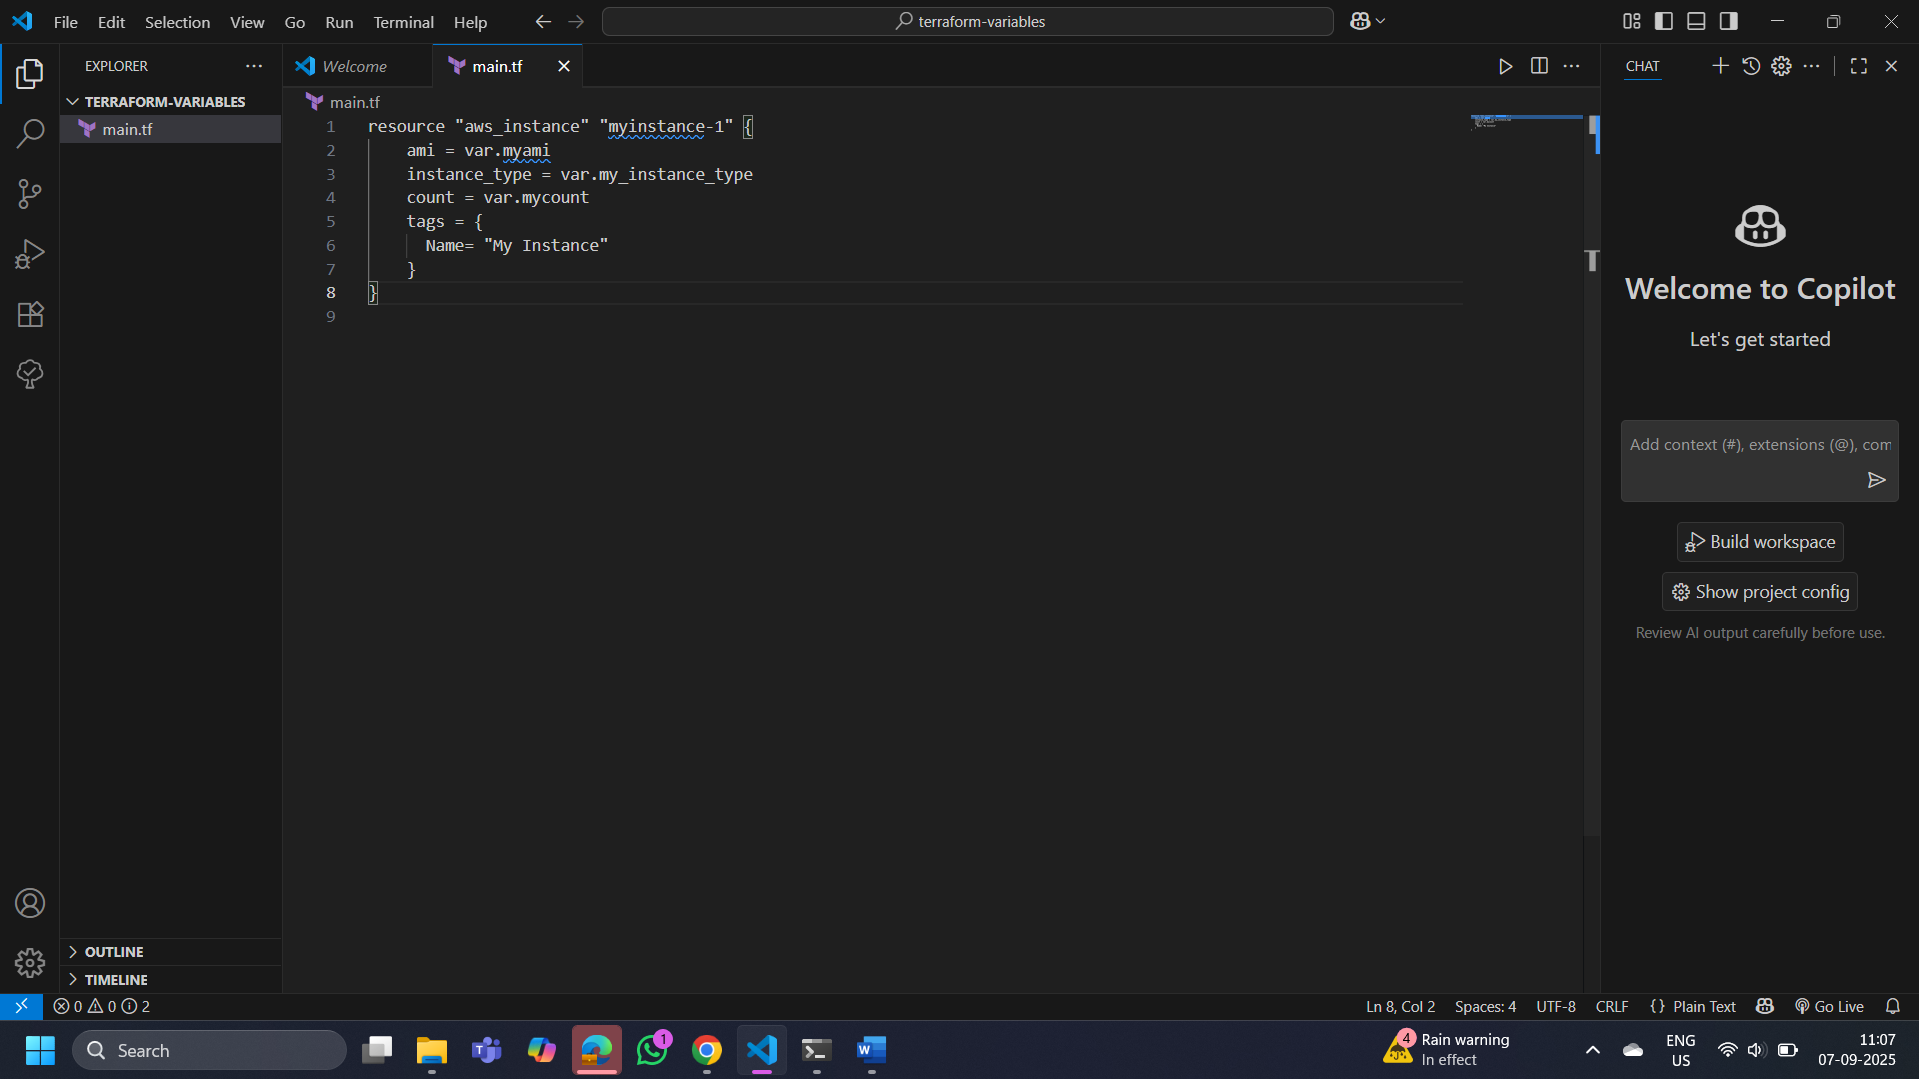 File Edit Selection View Go Run Terminal Help
terraform-variables
EXPLORER
TERRAFORM-VARIABLES
main.tf
OUTLINE
TIMELINE
Welcome
main.tf
main.tf
1 resource "aws_instance" "myinstance-1" {
2 ami = var.myami
3 instance_type = var.my_instance_type
4 count = var.mycount
5 tags = {
6 Name= "My Instance"
7 }
8 }
9
CHAT
Welcome to Copilot
Let's get started
Add context (#), extensions (@), com
Build workspace
Show project config
Review AI output carefully before use.
0 0 2
Ln 8, Col 2 Spaces: 4 UTF-8 CRLF {} Plain Text Go Live
Search
1
4
Rain warning
In effect
ENG
US
11:07
07-09-2025